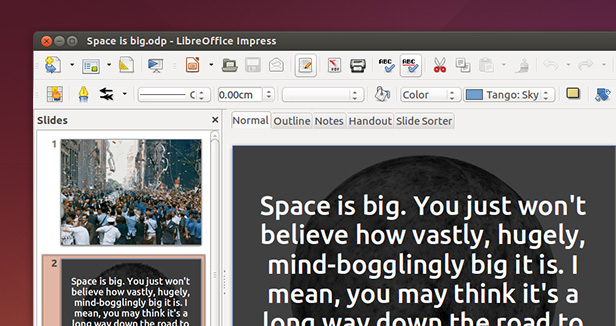 Space is big.odp - LibreOffice Impress
ABC ABC
0.00cm Color Tango: Sky
Slides
Normal Outline Notes Handout Slide Sorter
1
2
Space is big. You just won't
believe how vastly, hugely,
mind-bogglingly big it is. I
mean, you may think it's a
long way down the road to
Space is big. You just won't
believe how vastly, hugely,
mind-bogglingly big it is. I
mean, you may think it's a
long way down the road to